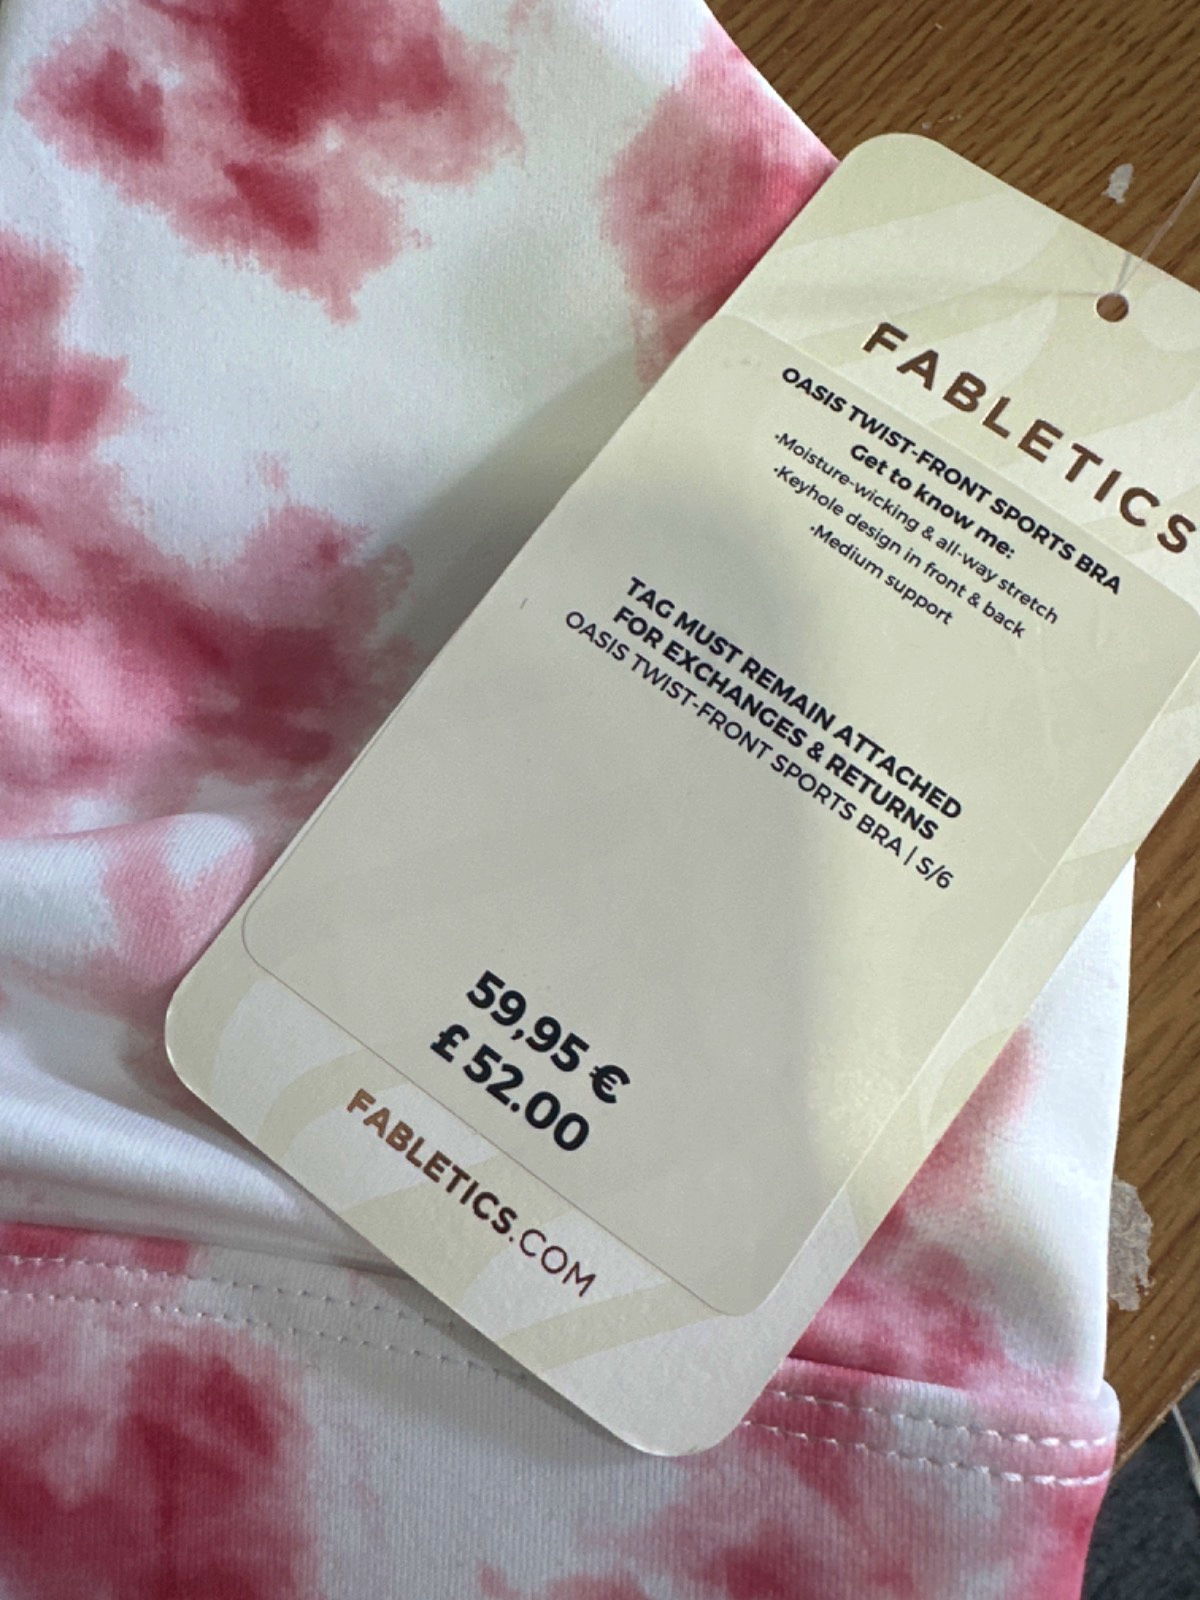 FABLETICS
OASIS TWIST-FRONT SPORTS BRA
Get to know me:
•Moisture-wicking & all-way stretch
•Keyhole design in front & back
•Medium support
TAG MUST REMAIN ATTACHED
FOR EXCHANGES & RETURNS
OASIS TWIST-FRONT SPORTS BRA | S/6
59,95 €
£ 52.00
FABLETICS.COM